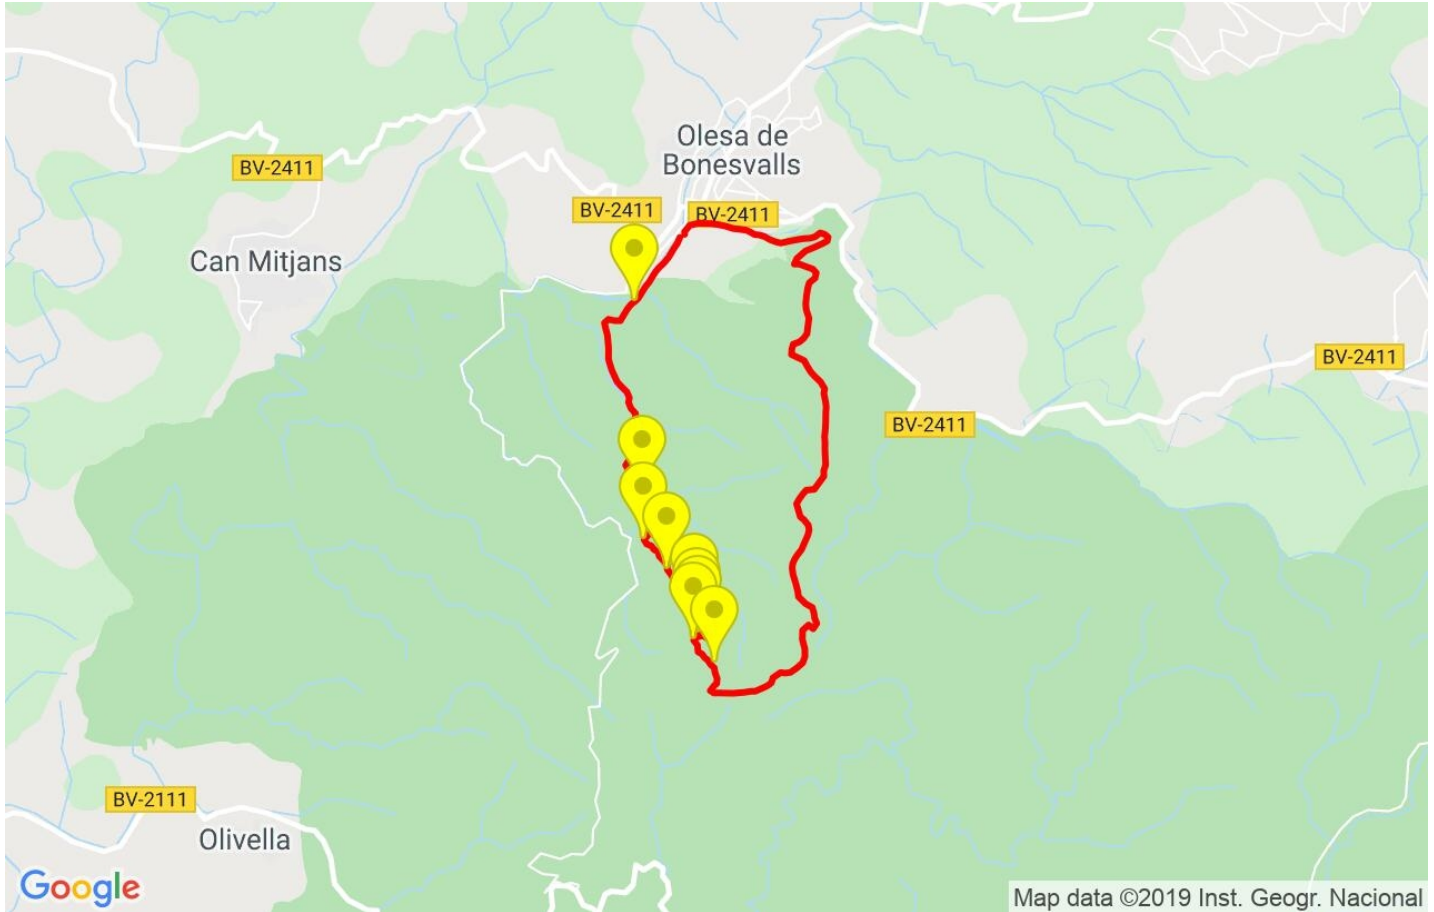 Olesa de
Bonesvalls
BV-2411
BV-2411
BV-2411
Can Mitjans
BV-2411
BV-2411
BV-2111
Olivella
Google
Map data ©2019 Inst. Geogr. Nacional